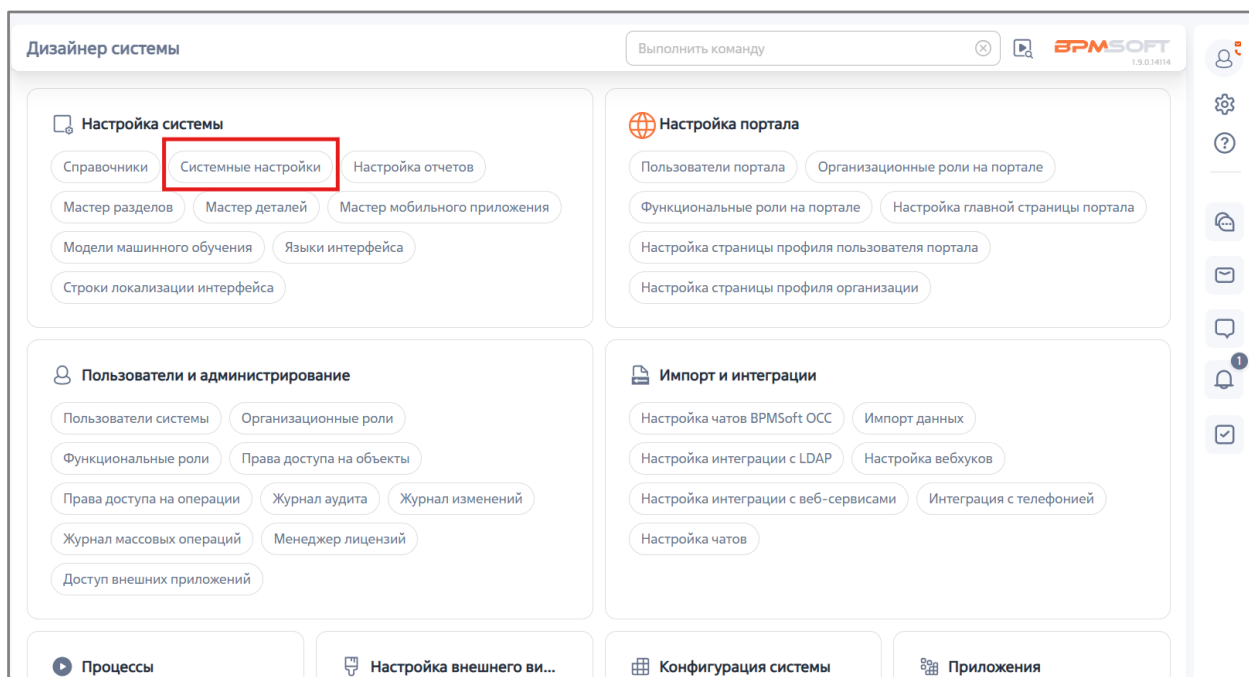 Дизайнер системы
Выполнить команду
BPMSOFT
1.9.0.14114
Настройка системы
Справочники Системные настройки Настройка отчетов
Мастер разделов Мастер деталей Мастер мобильного приложения
Модели машинного обучения Языки интерфейса
Строки локализации интерфейса
Настройка портала
Пользователи портала Организационные роли на портале
Функциональные роли на портале Настройка главной страницы портала
Настройка страницы профиля пользователя портала
Настройка страницы профиля организации
Пользователи и администрирование
Пользователи системы Организационные роли
Функциональные роли Права доступа на объекты
Права доступа на операции Журнал аудита Журнал изменений
Журнал массовых операций Менеджер лицензий
Доступ внешних приложений
Импорт и интеграции
Настройка чатов BPMSoft ОСС Импорт данных
Настройка интеграции с LDAP Настройка вебхуков
Настройка интеграции с веб-сервисами Интеграция с телефонией
Настройка чатов
Процессы
Настройка внешнего ви...
Конфигурация системы
Приложения
1